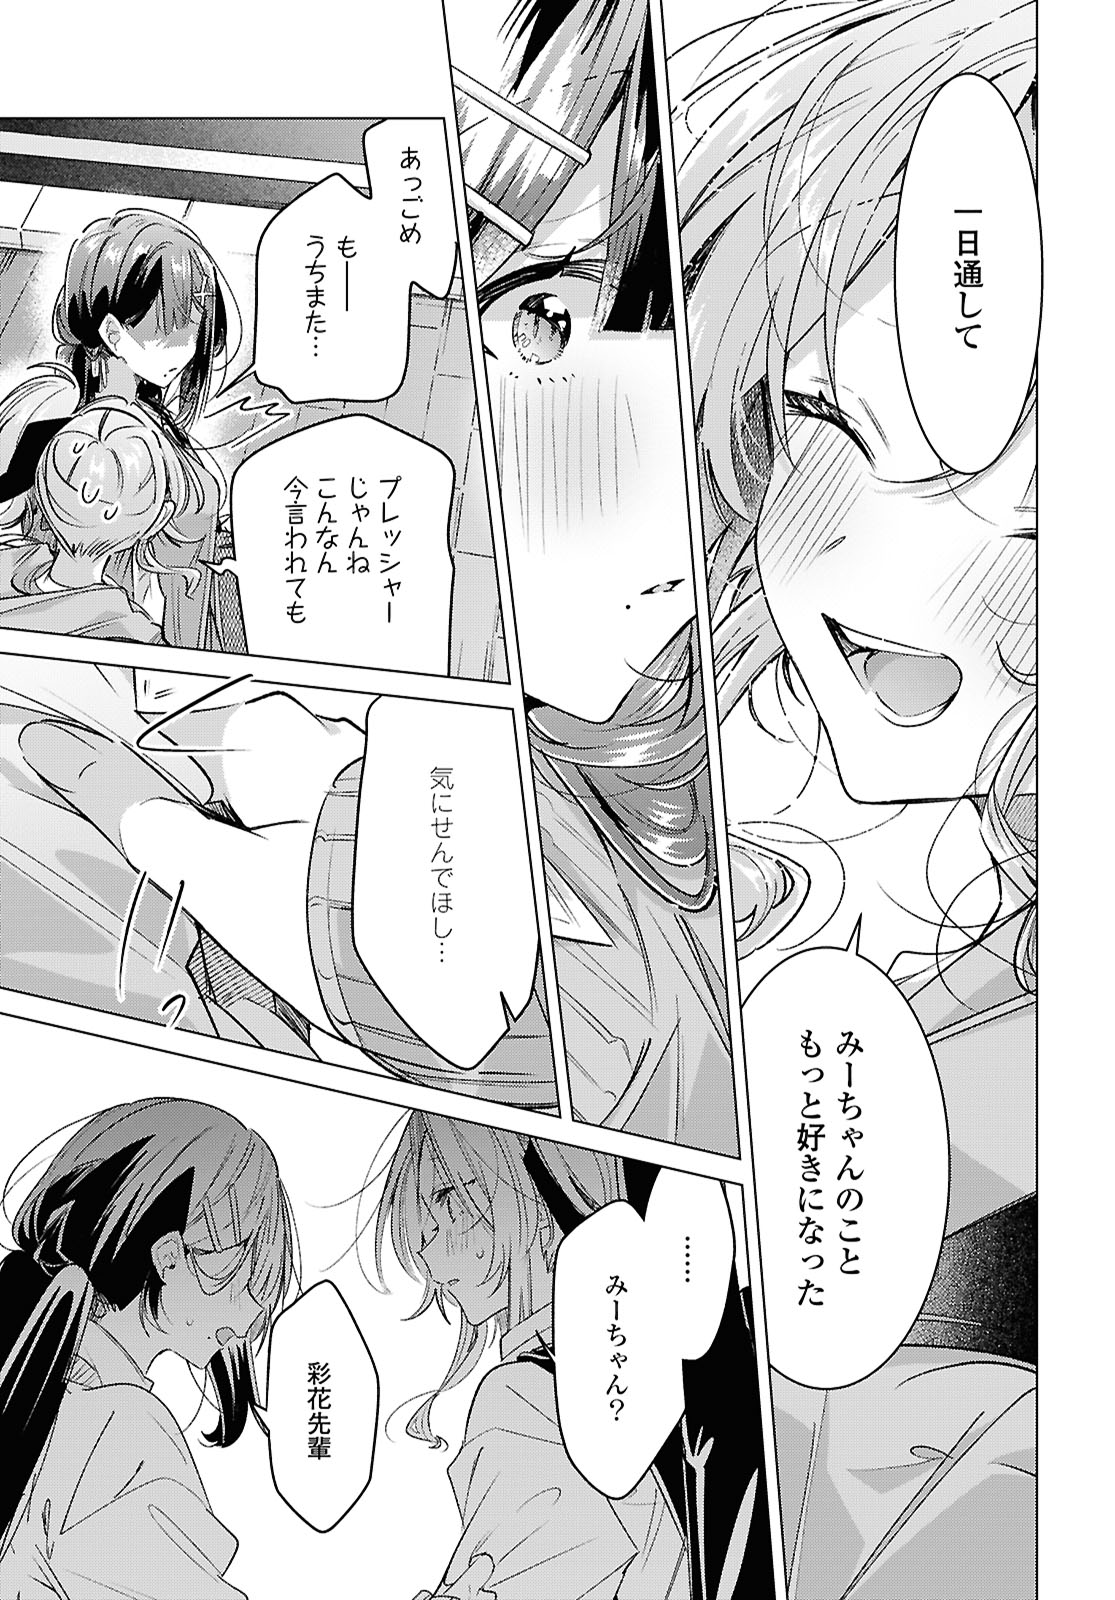 一日通して
みーちゃんのこと
もっと好きになった
あっごめ
もー
うちまた…
プレッシャー
じゃんね
こんなん
今言われても
気にせんでほし…
……
みーちゃん？
彩花先輩